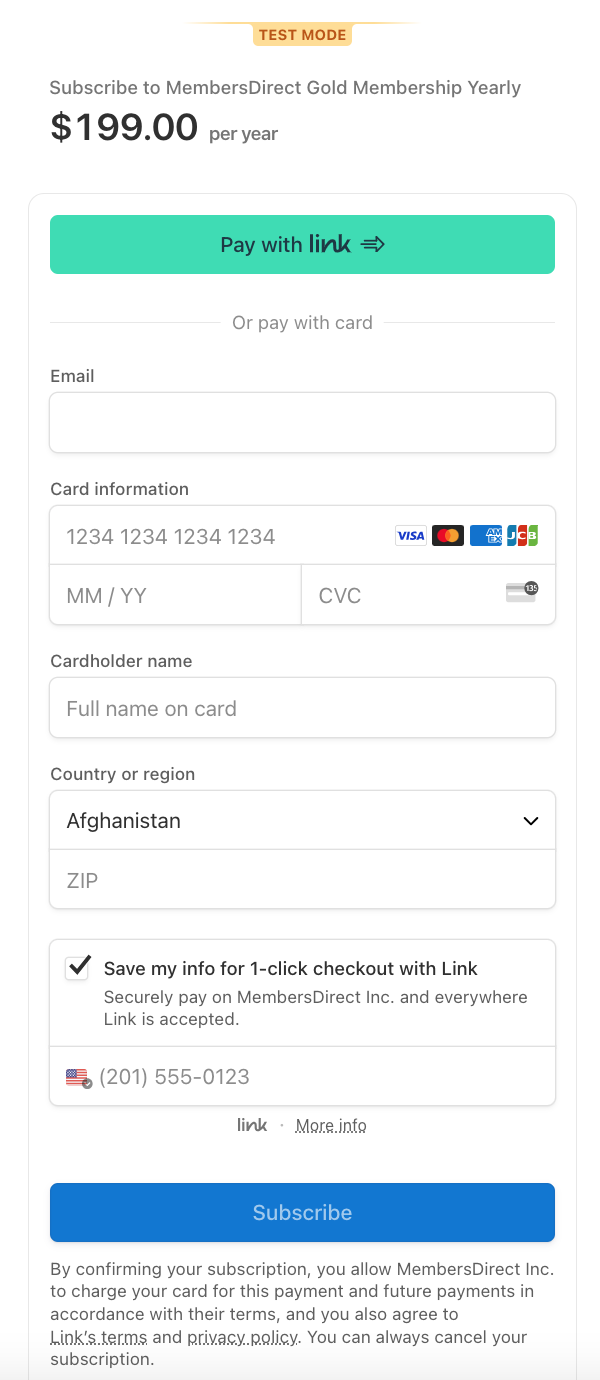 TEST MODE
Subscribe to MembersDirect Gold Membership Yearly
$199.00 per year
Pay with link
Or pay with card
Email
Card information
1234 1234 1234 1234 VISA AM EX JCB
MM / YY CVC 135
Cardholder name
Full name on card
Country or region
Afghanistan
ZIP
Save my info for 1-click checkout with Link
Securely pay on MembersDirect Inc. and everywhere
Link is accepted.
(201) 555-0123
link · More info
Subscribe
By confirming your subscription, you allow MembersDirect Inc.
to charge your card for this payment and future payments in
accordance with their terms, and you also agree to
Link's terms and privacy policy. You can always cancel your
subscription.